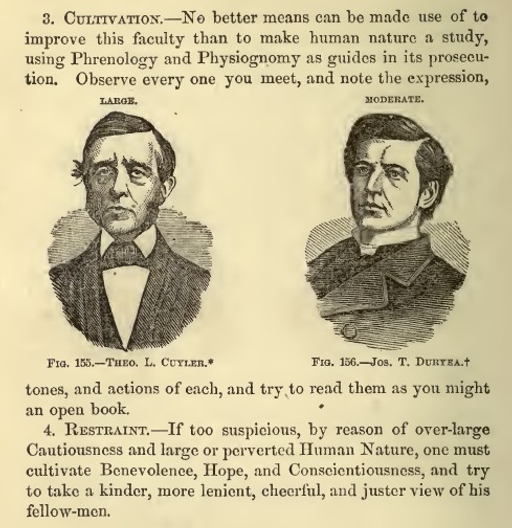 3. CULTIVATION.—No better means can be made use of to
improve this faculty than to make human nature a study,
using Phrenology and Physiognomy as guides in its prosecu-
tion. Observe every one you meet, and note the expression,
LARGE.
MODERATE.
FIG. 155.—THEO. L. CUYLER.*
FIG. 156.—JOS. T. DURYEA.†
tones, and actions of each, and try to read them as you might
an open book.
4. RESTRAINT.—If too suspicious, by reason of over-large
Cautiousness and large or perverted Human Nature, one must
cultivate Benevolence, Hope, and Conscientiousness, and try
to take a kinder, more lenient, cheerful, and juster view of his
fellow-men.